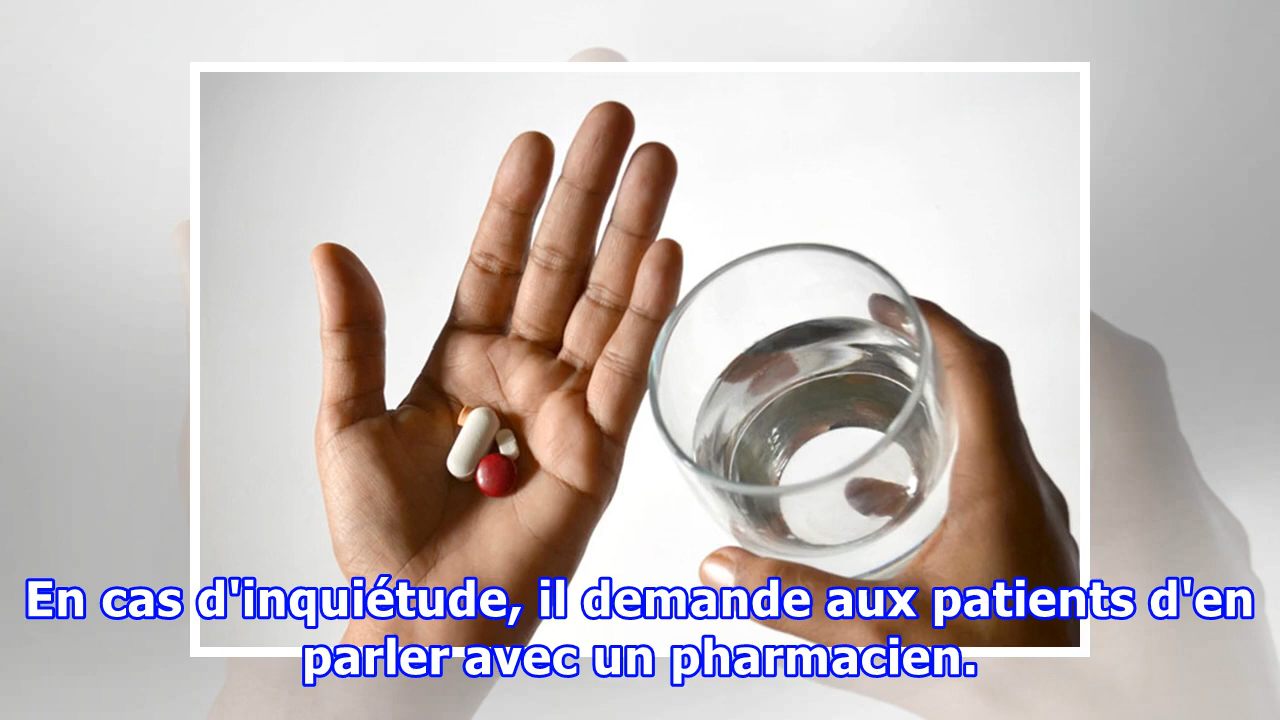 En cas d'inquiétude, il demande aux patients d'en
parler avec un pharmacien.